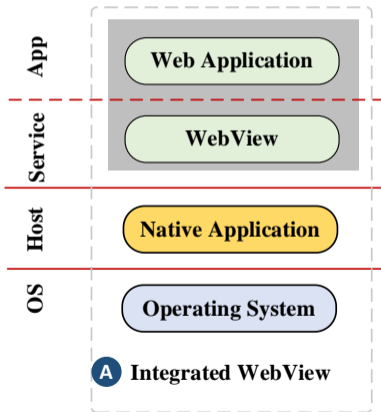 App
Web Application
Service
WebView
Host
Native Application
OS
Operating System
A Integrated WebView